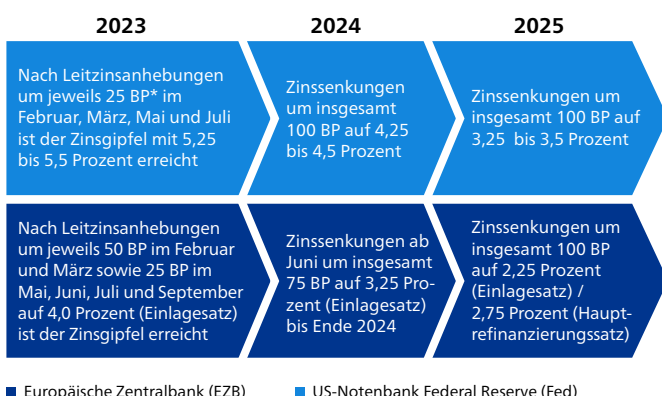 2023
2024
2025
Nach Leitzinsanhebungen
um jeweils 25 BP* im
Februar, März, Mai und Juli
ist der Zinsgipfel mit 5,25
bis 5,5 Prozent erreicht
Zinssenkungen
um insgesamt
100 BP auf 4,25
bis 4,5 Prozent
Zinssenkungen um
insgesamt 100 BP auf
3,25 bis 3,5 Prozent
Nach Leitzinsanhebungen
um jeweils 50 BP im Februar
und März sowie 25 BP im
Mai, Juni, Juli und September
auf 4,0 Prozent (Einlagesatz)
ist der Zinsgipfel erreicht
Zinssenkungen ab
Juni um insgesamt
75 BP auf 3,25 Pro-
zent (Einlagesatz)
bis Ende 2024
Zinssenkungen um
insgesamt 100 BP
auf 2,25 Prozent
(Einlagesatz) /
2,75 Prozent (Haupt-
refinanzierungssatz)
Europäische Zentralbank (EZB)
US-Notenbank Federal Reserve (Fed)